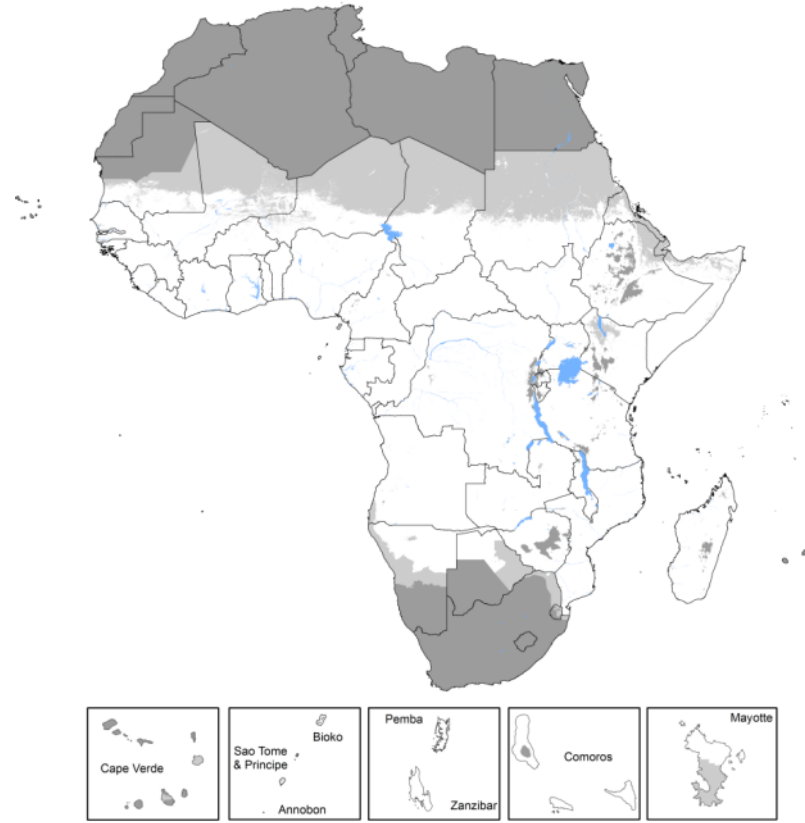 Cape Verde
Bioko
Sao Tome
& Principe
Annobon
Pemba
Zanzibar
Comoros
Mayotte